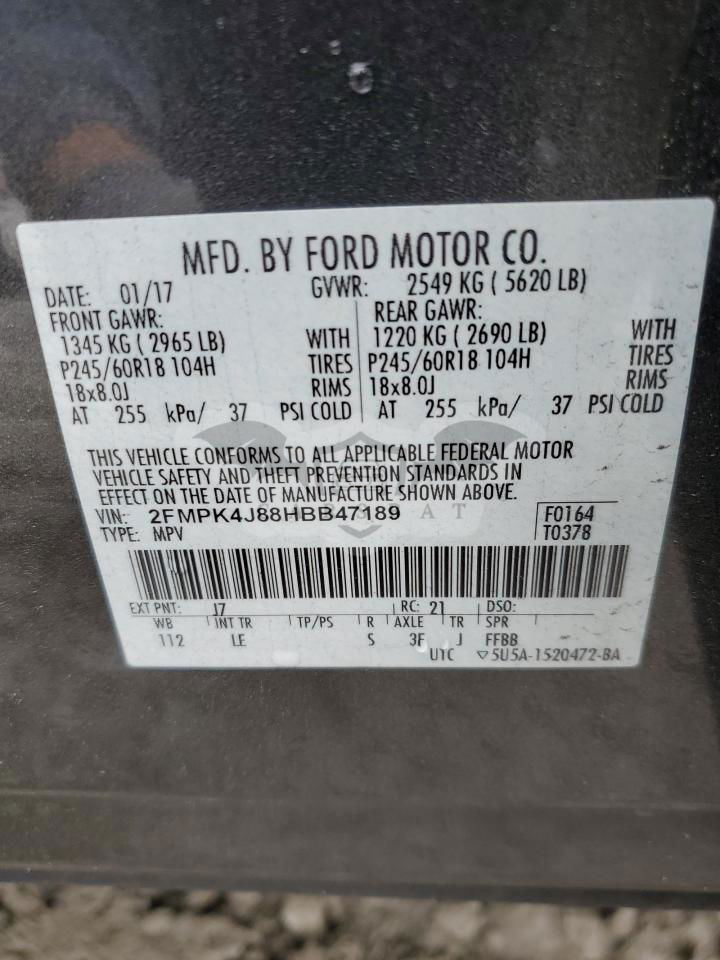 MFD. BY FORD MOTOR CO.
DATE: 01/17 GVWR: 2549 KG ( 5620 LB)
FRONT GAWR: REAR GAWR:
1345 KG ( 2965 LB) WITH 1220 KG ( 2690 LB) WITH
P245/60R18 104H TIRES P245/60R18 104H TIRES
18x8.0J RIMS 18x8.0J RIMS
AT 255 kPa/ 37 PSI COLD AT 255 kPa/ 37 PSI COLD
THIS VEHICLE CONFORMS TO ALL APPLICABLE FEDERAL MOTOR
VEHICLE SAFETY AND THEFT PREVENTION STANDARDS IN
EFFECT ON THE DATE OF MANUFACTURE SHOWN ABOVE.
VIN: 2FMPK4J88HBB47189 F0164
TYPE: MPV T0378
EXT PNT: J7 RC: 21 DSO:
WB INT TR TP/PS R AXLE TR SPR
112 LE S 3F J FFBB
UTC ▽5U5A-1520472-BA